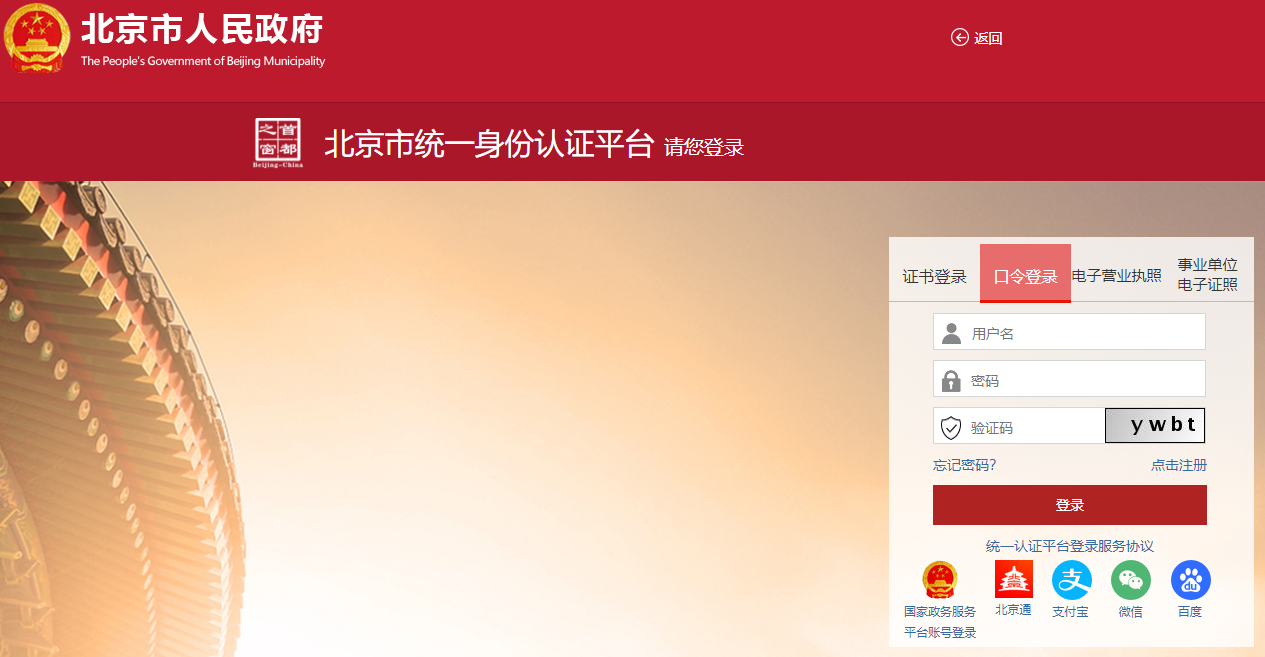 北京市人民政府
The People's Government of Beijing Municipality
返回
首都之窗
Beijing-China
北京市统一身份认证平台 请您登录
证书登录
口令登录
电子营业执照
事业单位
电子证照
用户名
密码
验证码
ywbt
忘记密码?
点击注册
登录
统一认证平台登录服务协议
国家政务服务
平台账号登录
北京通
支付宝
微信
百度
支
du